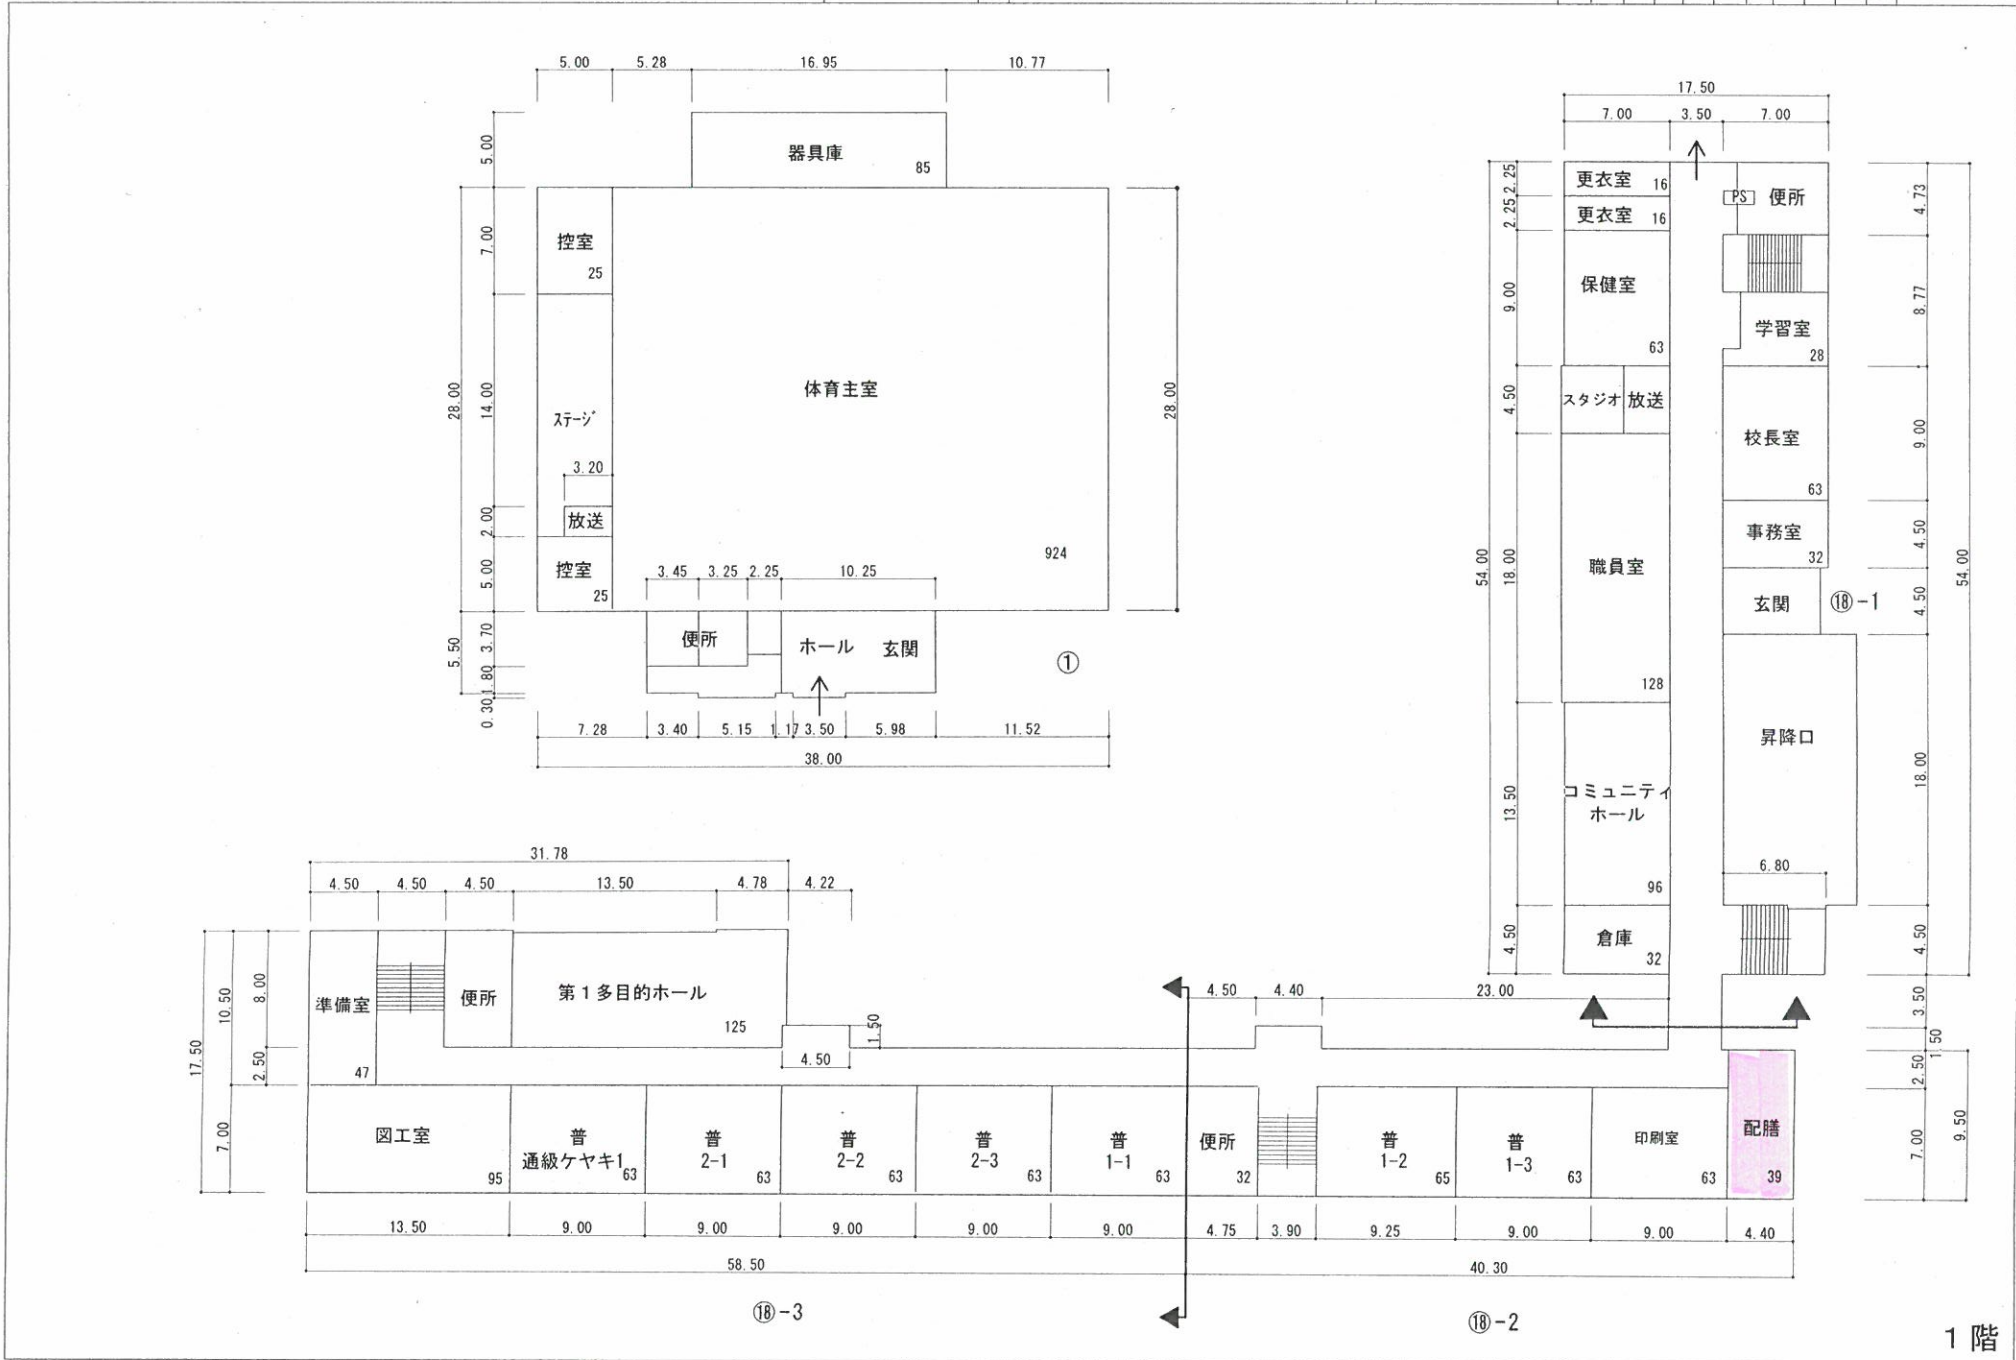 5.00 5.28 16.95 10.77
5.00
器具庫
85
7.00
控室
25
28.00
14.00
ｽﾃｰｼﾞ
3.20
放送
2.00
5.00
控室
25
体育主室
924
28.00
3.45 3.25 2.25 10.25
5.50
3.70
1.80
0.30
便所
ホール 玄関
①
7.28 3.40 5.15 1.17 3.50 5.98 11.52
38.00
17.50
7.00 3.50 7.00
2.25
更衣室 16
2.25
更衣室 16
PS 便所
4.73
9.00
保健室
63
8.77
学習室
28
4.50
スタジオ 放送
校長室
63
9.00
事務室
32
4.50
54.00
18.00
職員室
128
玄関
⑱-1
4.50
54.00
13.50
コミュニティ
ホール
96
昇降口
18.00
6.80
4.50
倉庫
32
4.50
31.78
4.50 4.50 4.50 13.50 4.78 4.22
17.50
10.50
8.00
2.50
7.00
準備室
47
便所
第１多目的ホール
125
1.50
4.50
4.50 4.40 23.00
3.50
1.50
2.50
7.00
9.50
図工室
95
普
通級ケヤキ1
63
普
2-1
63
普
2-2
63
普
2-3
63
普
1-1
63
便所
32
普
1-2
65
普
1-3
63
印刷室
63
配膳
39
13.50 9.00 9.00 9.00 9.00 9.00 4.75 3.90 9.25 9.00 9.00 4.40
58.50 40.30
⑱-3
⑱-2
１階